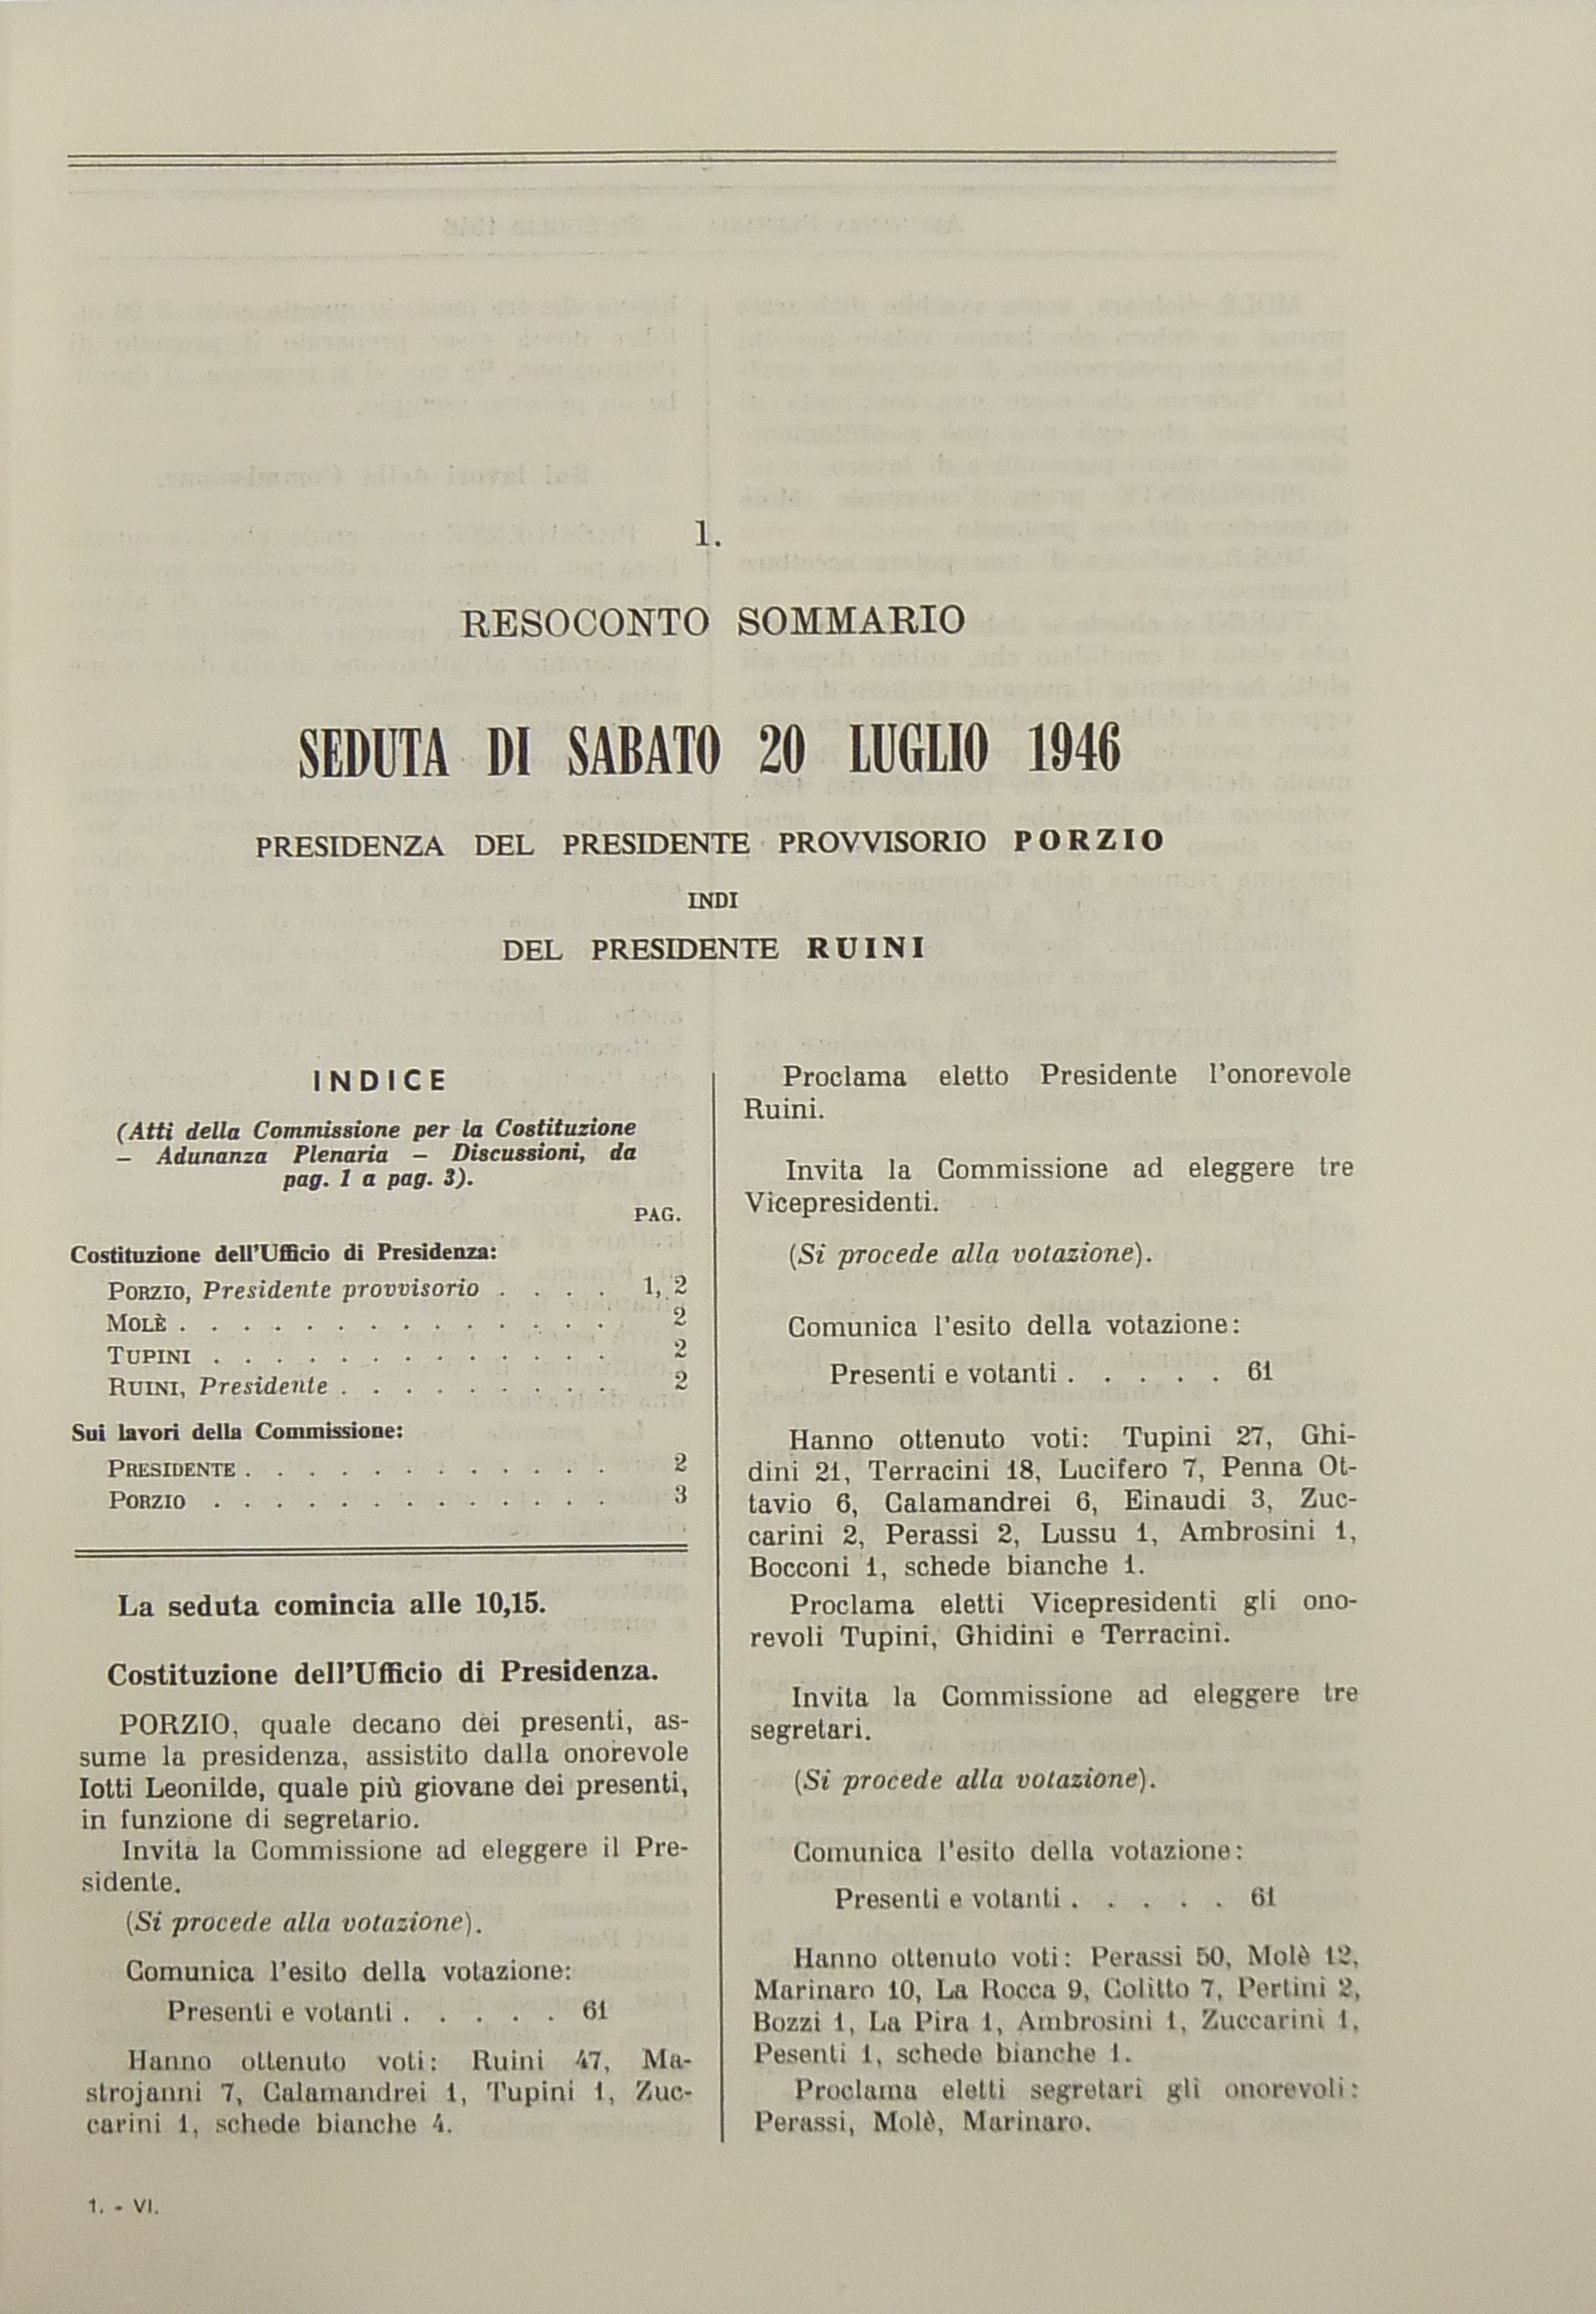 1.
RESOCONTO SOMMARIO
SEDUTA DI SABATO 20 LUGLIO 1946
PRESIDENZA DEL PRESIDENTE PROVVISORIO PORZIO
INDI
DEL PRESIDENTE RUINI
INDICE
(Atti della Commissione per la Costituzione
– Adunanza Plenaria – Discussioni, da
pag. 1 a pag. 3).
PAG.
Costituzione dell'Ufficio di Presidenza:
PORZIO, Presidente provvisorio . . . . 1, 2
MOLÈ . . . . . . . . . . . . . . 2
TUPINI . . . . . . . . . . . . . 2
RUINI, Presidente . . . . . . . . . 2
Sui lavori della Commissione:
PRESIDENTE . . . . . . . . . . . . 2
PORZIO . . . . . . . . . . . . . 3
La seduta comincia alle 10,15.
Costituzione dell'Ufficio di Presidenza.
PORZIO, quale decano dei presenti, as-
sume la presidenza, assistito dalla onorevole
Iotti Leonilde, quale più giovane dei presenti,
in funzione di segretario.
Invita la Commissione ad eleggere il Pre-
sidente.
(Si procede alla votazione).
Comunica l'esito della votazione:
Presenti e votanti . . . . . 61
Hanno ottenuto voti: Ruini 47, Ma-
strojanni 7, Calamandrei 1, Tupini 1, Zuc-
carini 1, schede bianche 4.
1. - VI.
Proclama eletto Presidente l'onorevole
Ruini.
Invita la Commissione ad eleggere tre
Vicepresidenti.
(Si procede alla votazione).
Comunica l'esito della votazione:
Presenti e votanti . . . . . 61
Hanno ottenuto voti: Tupini 27, Ghi-
dini 21, Terracini 18, Lucifero 7, Penna Ot-
tavio 6, Calamandrei 6, Einaudi 3, Zuc-
carini 2, Perassi 2, Lussu 1, Ambrosini 1,
Bocconi 1, schede bianche 1.
Proclama eletti Vicepresidenti gli ono-
revoli Tupini, Ghidini e Terracini.
Invita la Commissione ad eleggere tre
segretari.
(Si procede alla votazione).
Comunica l'esito della votazione:
Presenti e votanti . . . . . 61
Hanno ottenuto voti: Perassi 50, Molè 12,
Marinaro 10, La Rocca 9, Colitto 7, Pertini 2,
Bozzi 1, La Pira 1, Ambrosini 1, Zuccarini 1,
Pesenti 1, schede bianche 1.
Proclama eletti segretari gli onorevoli:
Perassi, Molè, Marinaro.